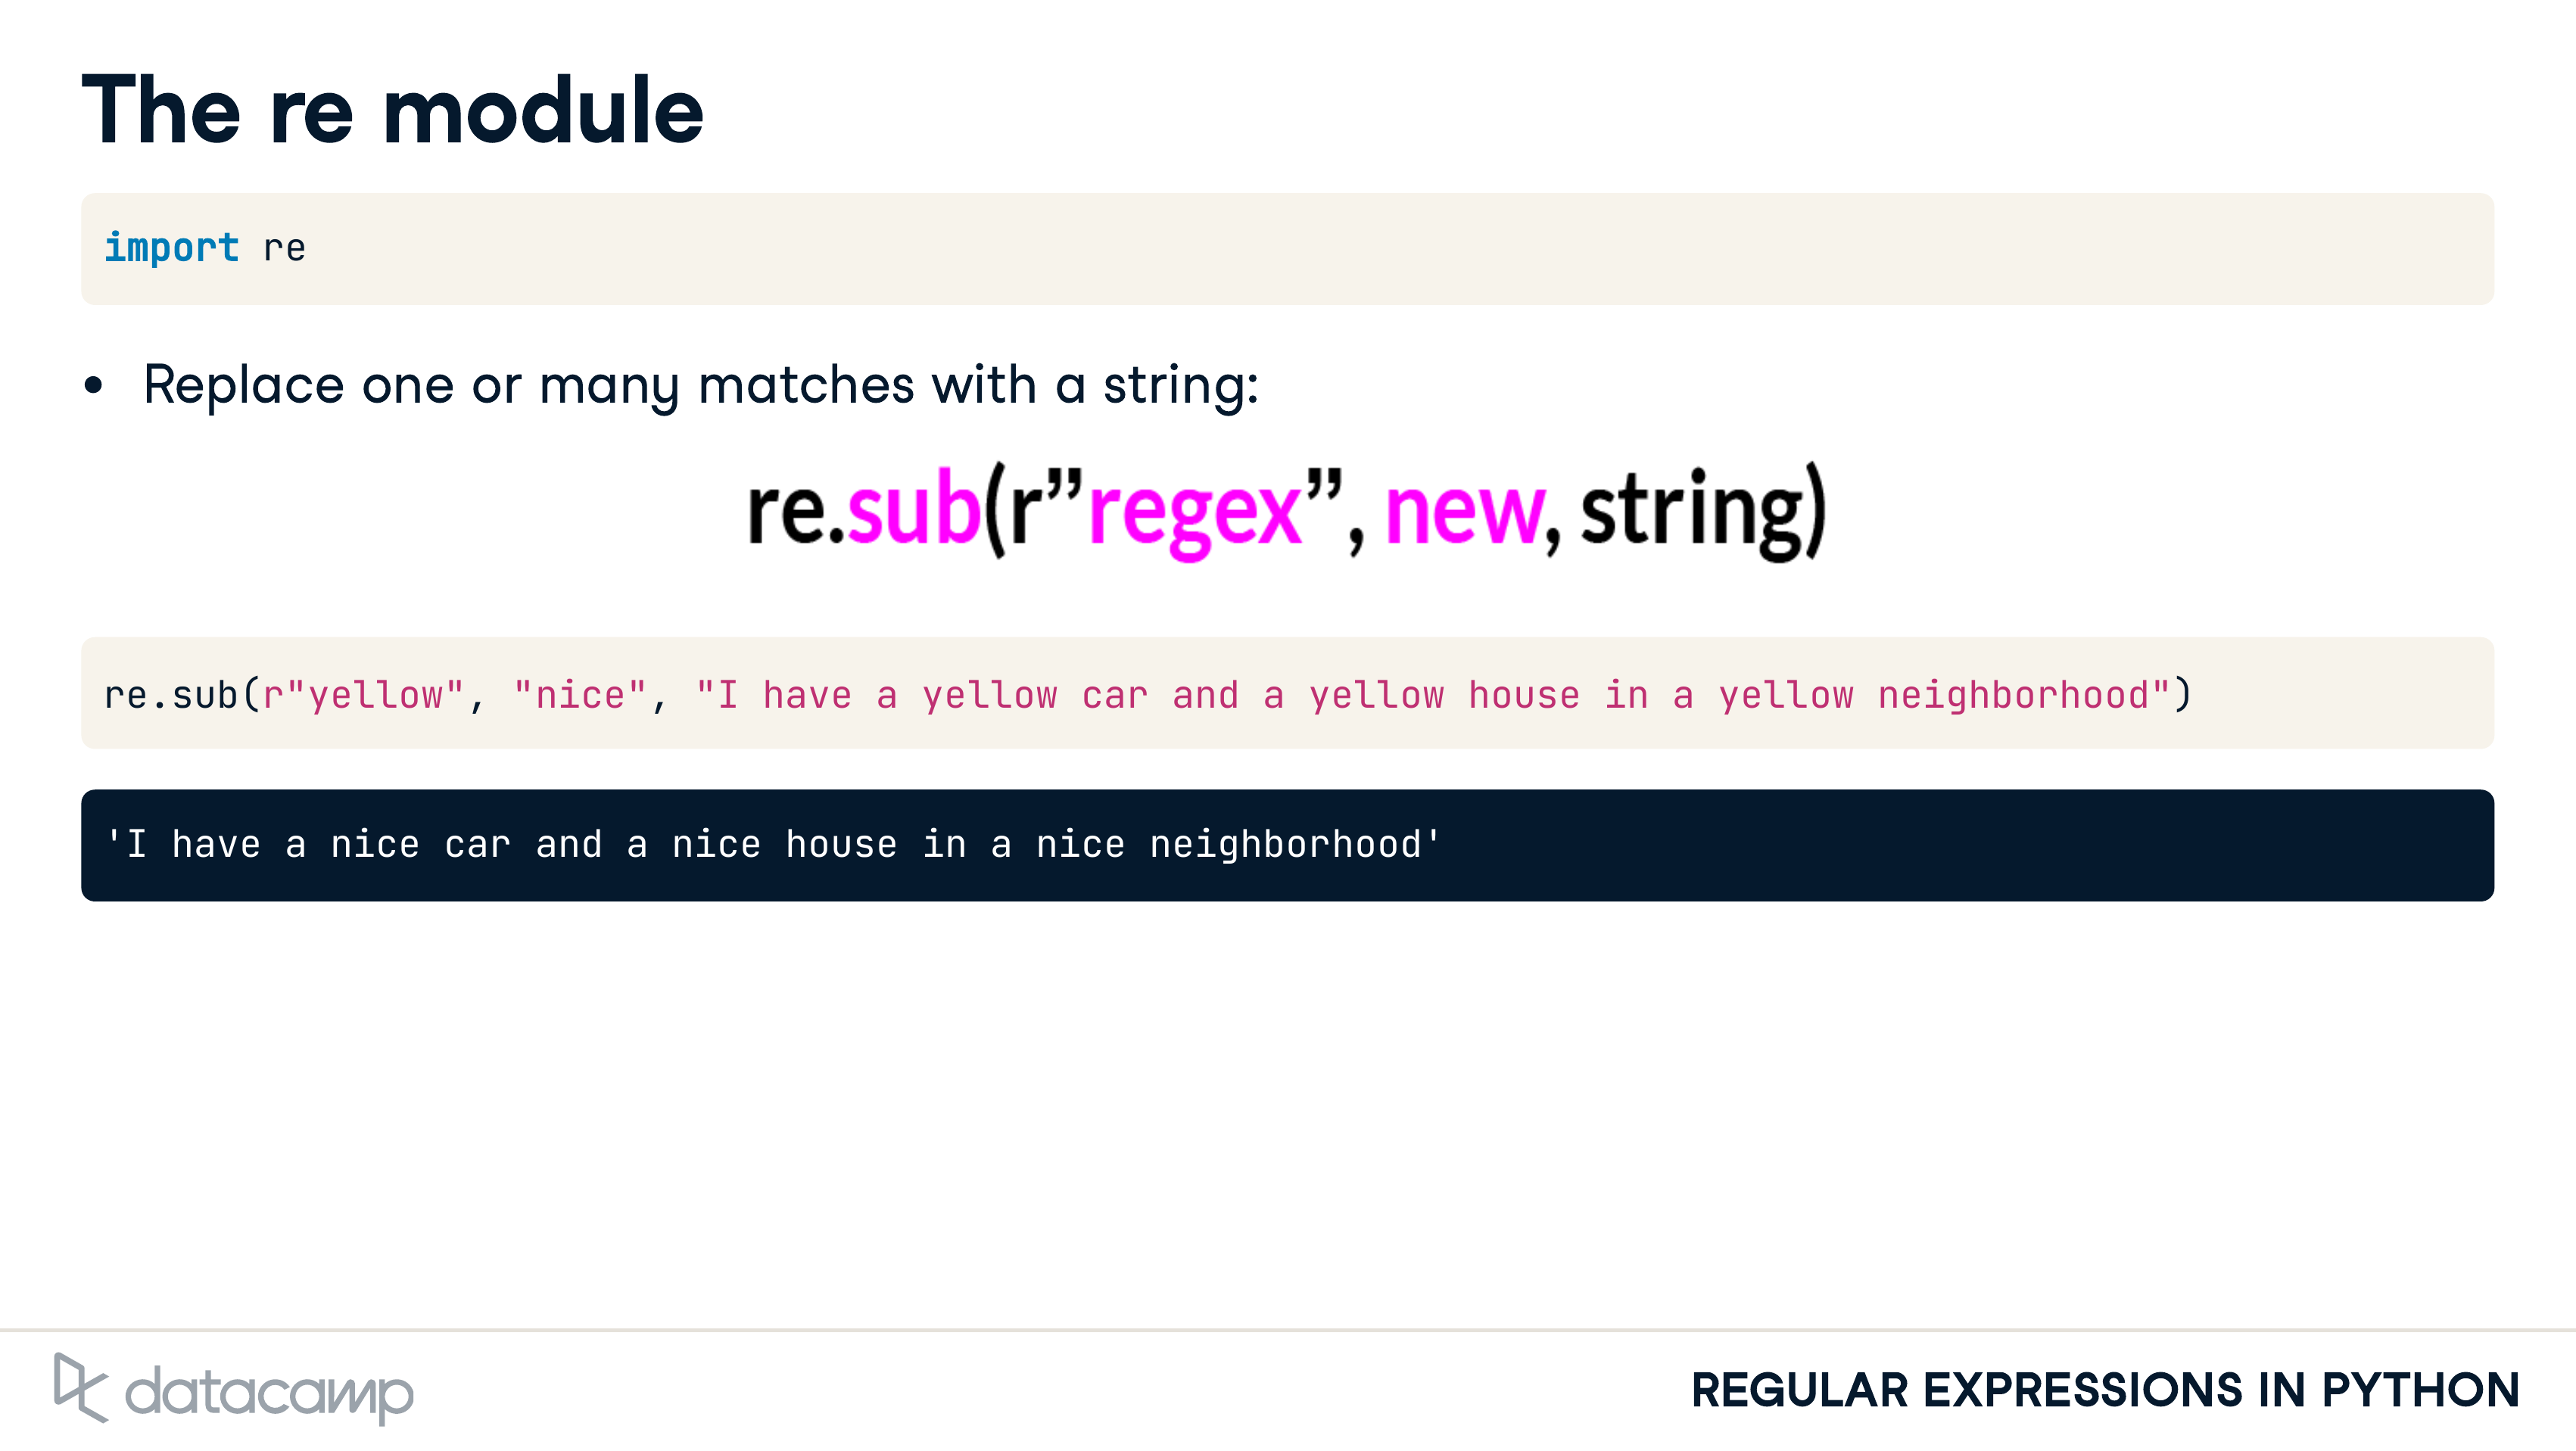 The re module
import re
• Replace one or many matches with a string:
re.sub(r”regex”, new, string)
re.sub(r"yellow", "nice", "I have a yellow car and a yellow house in a yellow neighborhood")
'I have a nice car and a nice house in a nice neighborhood'
datacamp
REGULAR EXPRESSIONS IN PYTHON